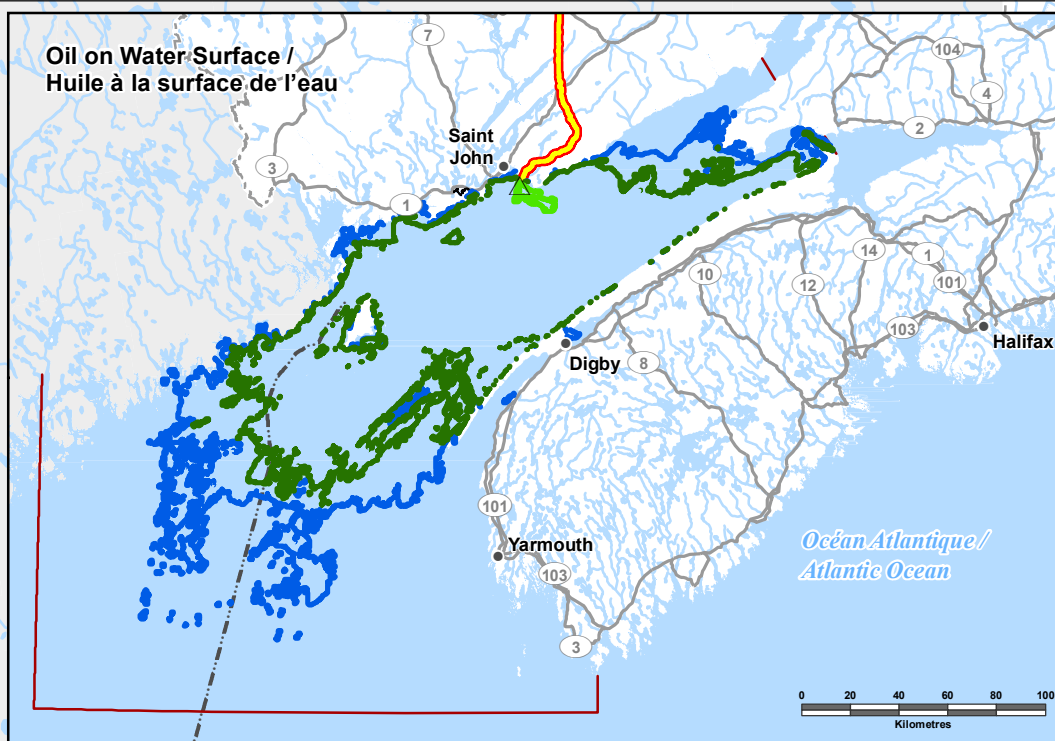 Oil on Water Surface /
Huile à la surface de l'eau
7
104
4
2
Saint
John
3
1
14
1
10
12
101
103
Halifax
Digby
8
101
Yarmouth
Océan Atlantique /
Atlantic Ocean
103
3
0 20 40 60 80 100
Kilometres